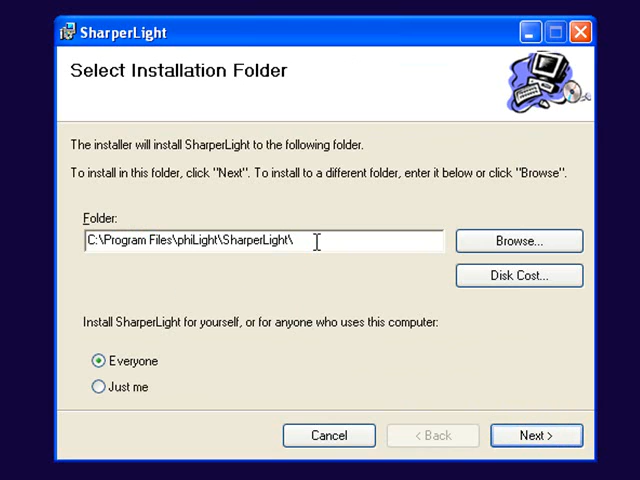 SharperLight
Select Installation Folder
The installer will install SharperLight to the following folder.
To install in this folder, click "Next". To install to a different folder, enter it below or click "Browse".
Folder:
C:\Program Files\phiLight\SharperLight\
Browse...
Disk Cost...
Install SharperLight for yourself, or for anyone who uses this computer:
Everyone
Just me
Cancel
< Back
Next >